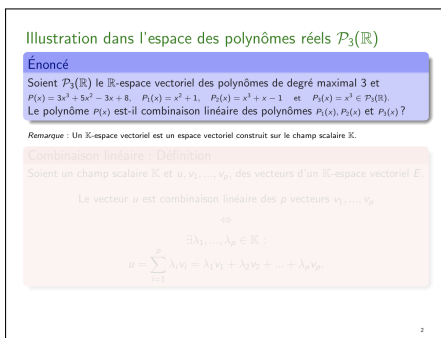 Illustration dans l'espace des polynômes réels 𝒫₃(ℝ)
Énoncé
Soient 𝒫₃(ℝ) le ℝ-espace vectoriel des polynômes de degré maximal 3 et
P(x) = 3x³ + 5x² − 3x + 8, P₁(x) = x² + 1, P₂(x) = x³ + x − 1 et P₃(x) = x³ ∈ 𝒫₃(ℝ).
Le polynôme P(x) est-il combinaison linéaire des polynômes P₁(x), P₂(x) et P₃(x) ?
Remarque : Un 𝕂-espace vectoriel est un espace vectoriel construit sur le champ scalaire 𝕂.
Combinaison linéaire : Définition
Soient un champ scalaire 𝕂 et u, v₁, ..., vₚ, des vecteurs d'un 𝕂-espace vectoriel E.
Le vecteur u est combinaison linéaire des p vecteurs v₁, ..., vₚ
⇔
∃λ₁, ..., λₚ ∈ 𝕂 :
u = ∑ᵢ₌₁ᵖ λᵢvᵢ = λ₁v₁ + λ₂v₂ + ... + λₚvₚ.
2